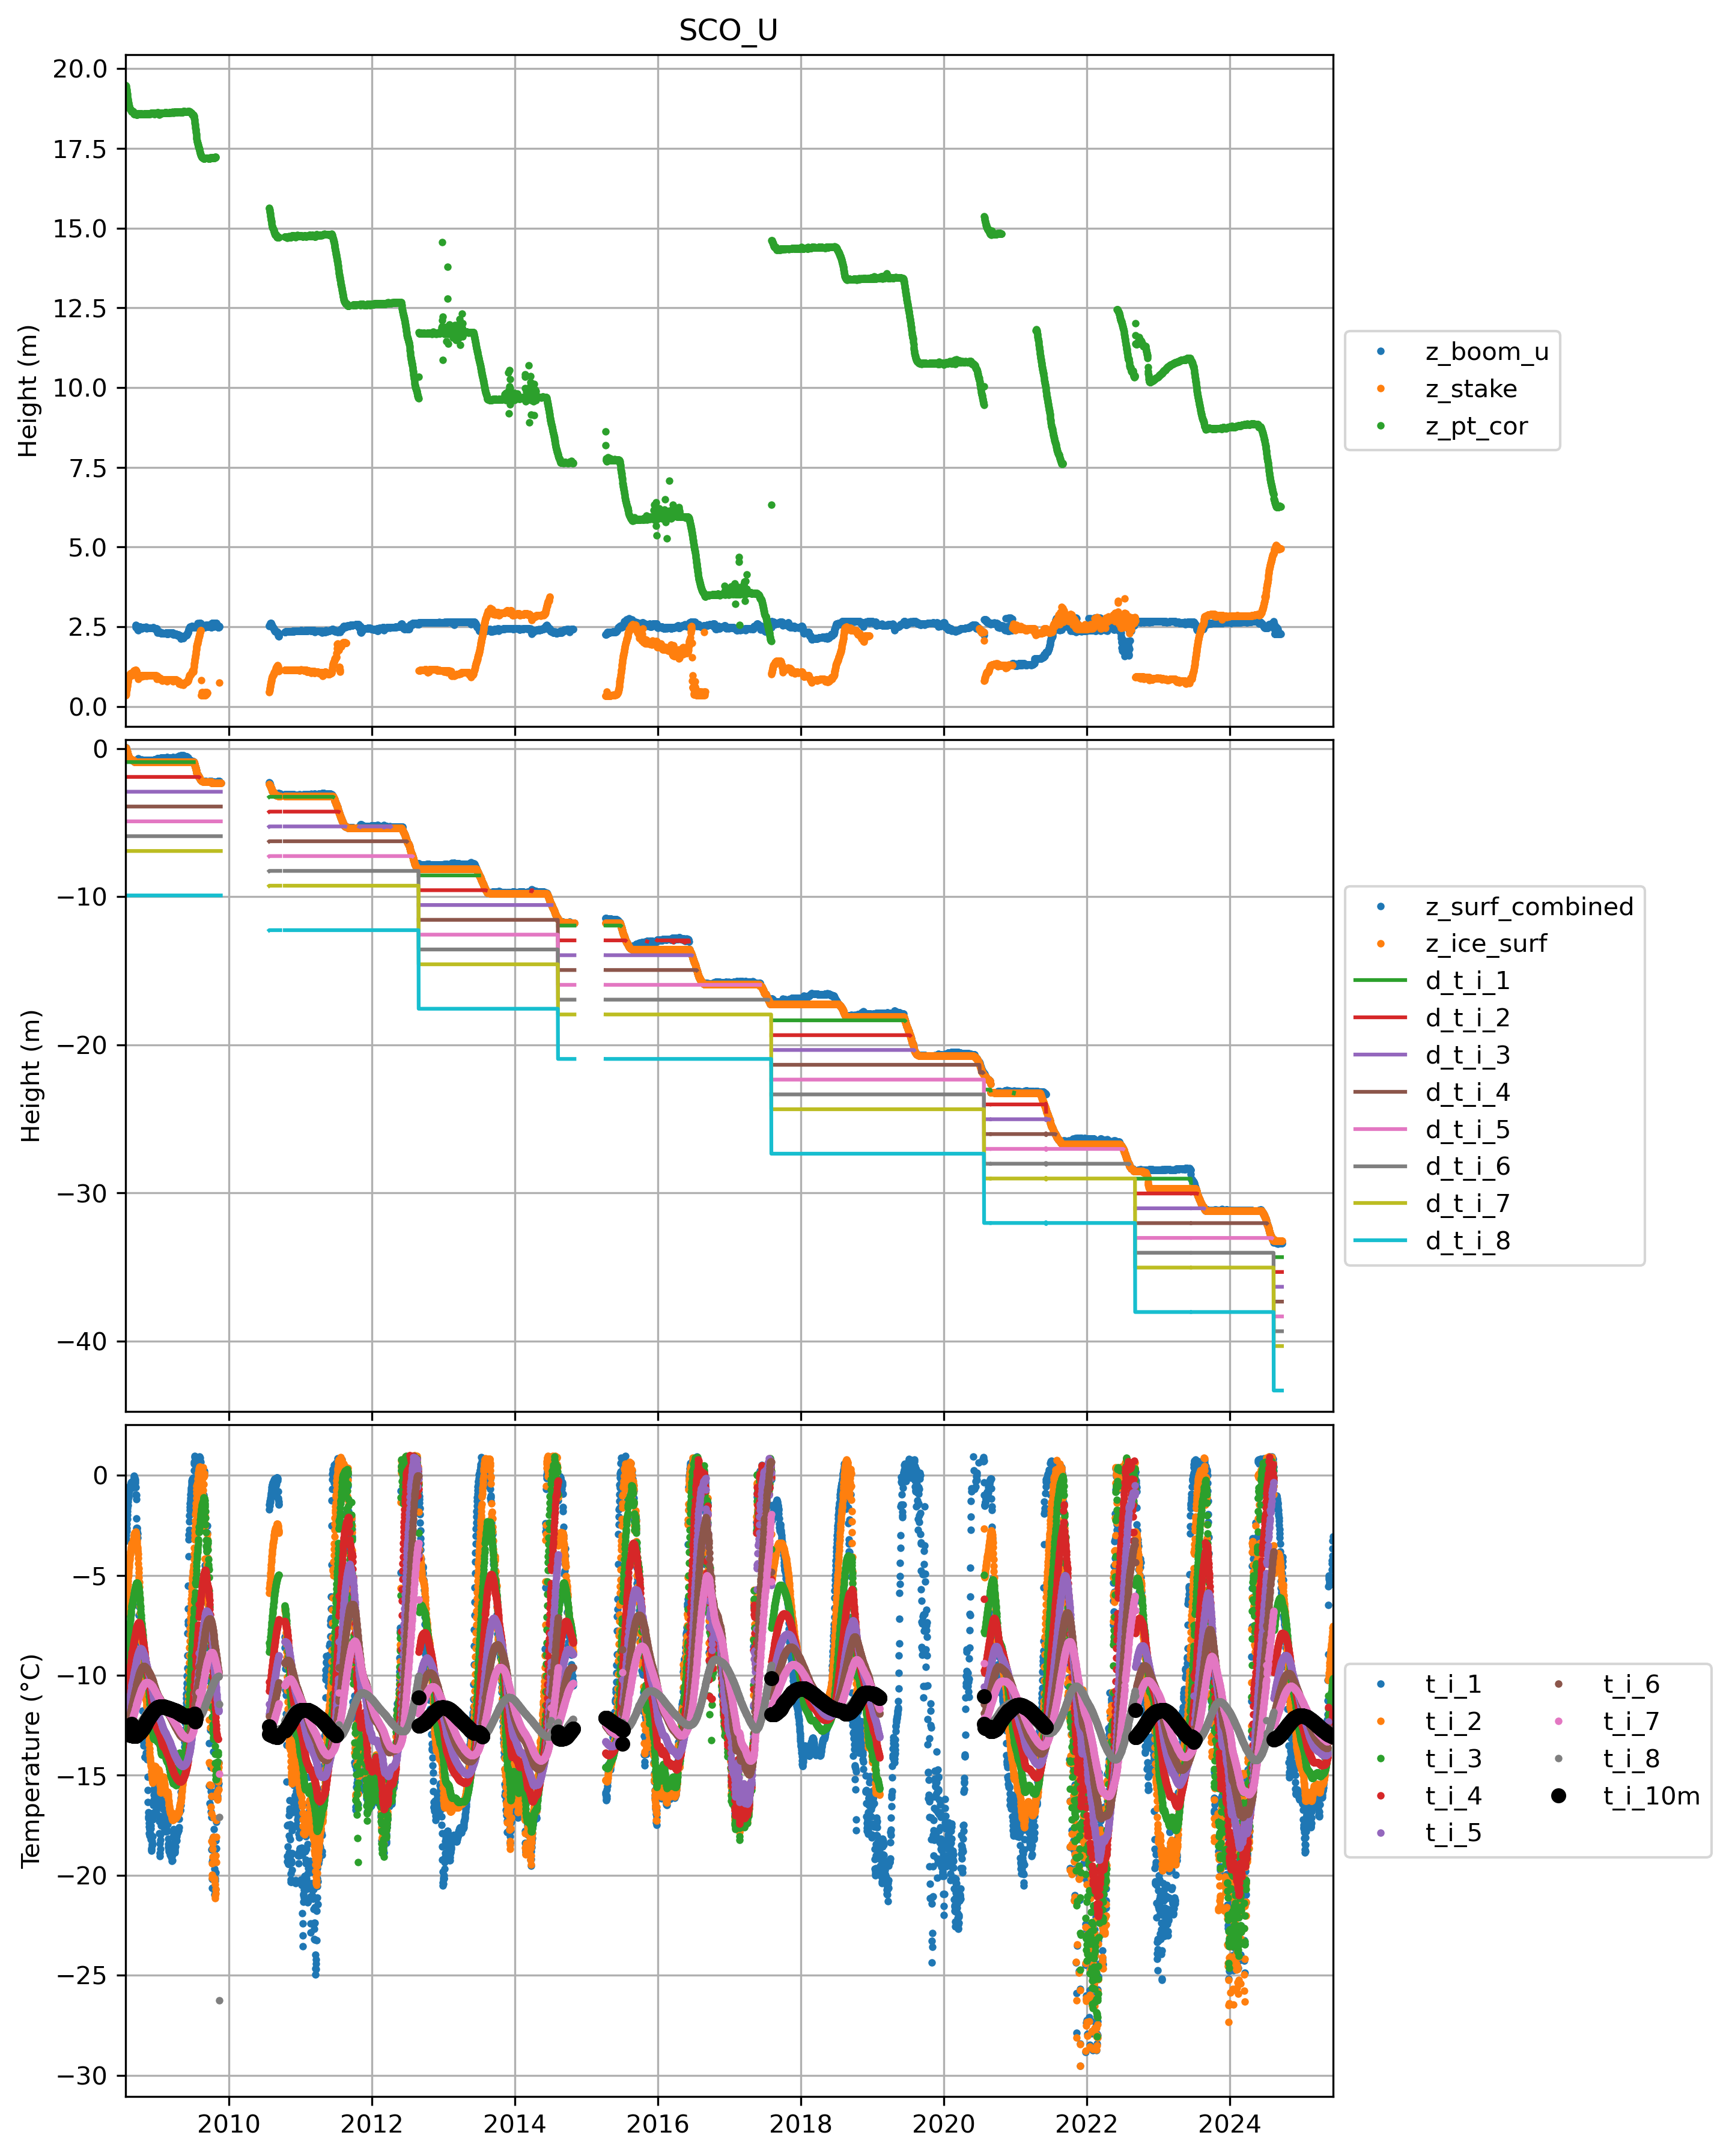 SCO_U
20.0
17.5
15.0
12.5
10.0
7.5
5.0
2.5
0.0
Height (m)
z_boom_u
z_stake
z_pt_cor
0
−10
−20
−30
−40
Height (m)
z_surf_combined
z_ice_surf
d_t_i_1
d_t_i_2
d_t_i_3
d_t_i_4
d_t_i_5
d_t_i_6
d_t_i_7
d_t_i_8
0
−5
−10
−15
−20
−25
−30
Temperature (°C)
t_i_1
t_i_2
t_i_3
t_i_4
t_i_5
t_i_6
t_i_7
t_i_8
t_i_10m
2010 2012 2014 2016 2018 2020 2022 2024